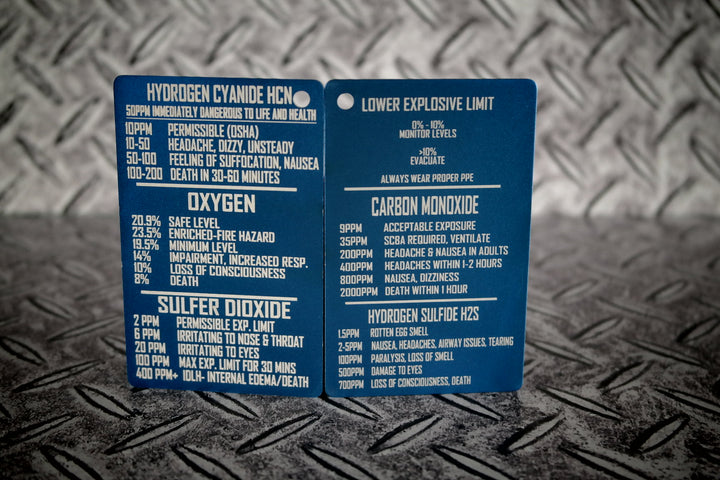 HYDROGEN CYANIDE HCN
50PPM IMMEDIATELY DANGEROUS TO LIFE AND HEALTH
10PPM PERMISSIBLE (OSHA)
10-50 HEADACHE, DIZZY, UNSTEADY
50-100 FEELING OF SUFFOCATION, NAUSEA
100-200 DEATH IN 30-60 MINUTES
OXYGEN
20.9% SAFE LEVEL
23.5% ENRICHED-FIRE HAZARD
19.5% MINIMUM LEVEL
14% IMPAIRMENT, INCREASED RESP.
10% LOSS OF CONSCIOUSNESS
8% DEATH
SULFER DIOXIDE
2 PPM PERMISSIBLE EXP. LIMIT
6 PPM IRRITATING TO NOSE & THROAT
20 PPM IRRITATING TO EYES
100 PPM MAX EXP. LIMIT FOR 30 MINS
400 PPM+ IDLH- INTERNAL EDEMA/DEATH
LOWER EXPLOSIVE LIMIT
0% - 10%
MONITOR LEVELS
>10%
EVACUATE
ALWAYS WEAR PROPER PPE
CARBON MONOXIDE
9PPM ACCEPTABLE EXPOSURE
35PPM SCBA REQUIRED, VENTILATE
200PPM HEADACHE & NAUSEA IN ADULTS
400PPM HEADACHES WITHIN 1-2 HOURS
800PPM NAUSEA, DIZZINESS
2000PPM DEATH WITHIN 1 HOUR
HYDROGEN SULFIDE H2S
1.5PPM ROTTEN EGG SMELL
2-5PPM NAUSEA, HEADACHES, AIRWAY ISSUES, TEARING
100PPM PARALYSIS, LOSS OF SMELL
500PPM DAMAGE TO EYES
700PPM LOSS OF CONSCIOUSNESS, DEATH